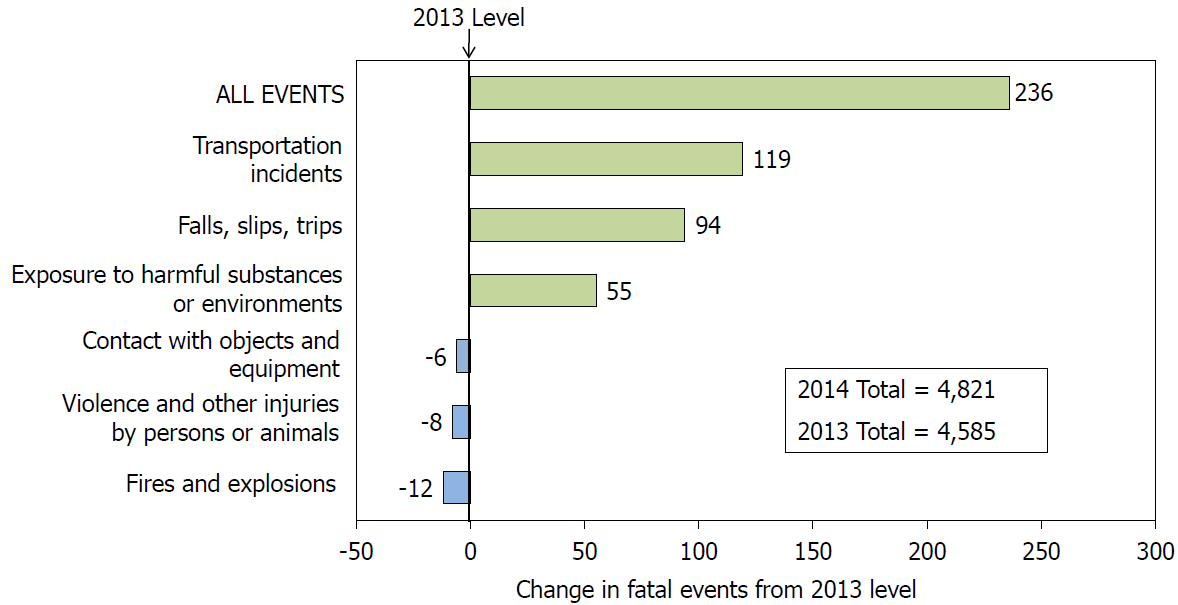 2013 Level
ALL EVENTS
236
Transportation
incidents
119
Falls, slips, trips
94
Exposure to harmful substances
or environments
55
Contact with objects and
equipment
-6
Violence and other injuries
by persons or animals
-8
Fires and explosions
-12
2014 Total = 4,821
2013 Total = 4,585
-50 0 50 100 150 200 250 300
Change in fatal events from 2013 level